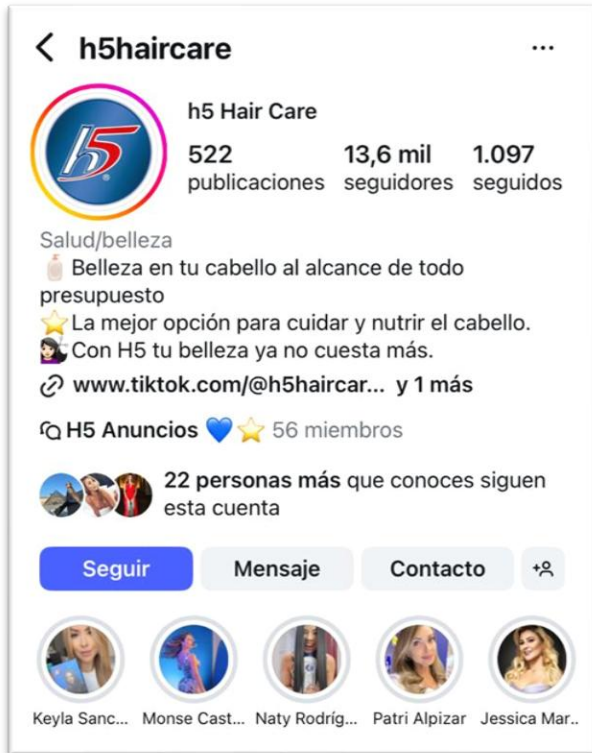 h5haircare
h5
h5 Hair Care
522 13,6 mil 1.097
publicaciones seguidores seguidos
Salud/belleza
Belleza en tu cabello al alcance de todo
presupuesto
La mejor opción para cuidar y nutrir el cabello.
Con H5 tu belleza ya no cuesta más.
www.tiktok.com/@h5haircar... y 1 más
H5 Anuncios 56 miembros
22 personas más que conoces siguen
esta cuenta
Seguir Mensaje Contacto
Keyla Sanc... Monse Cast... Naty Rodríg... Patri Alpizar Jessica Mar..